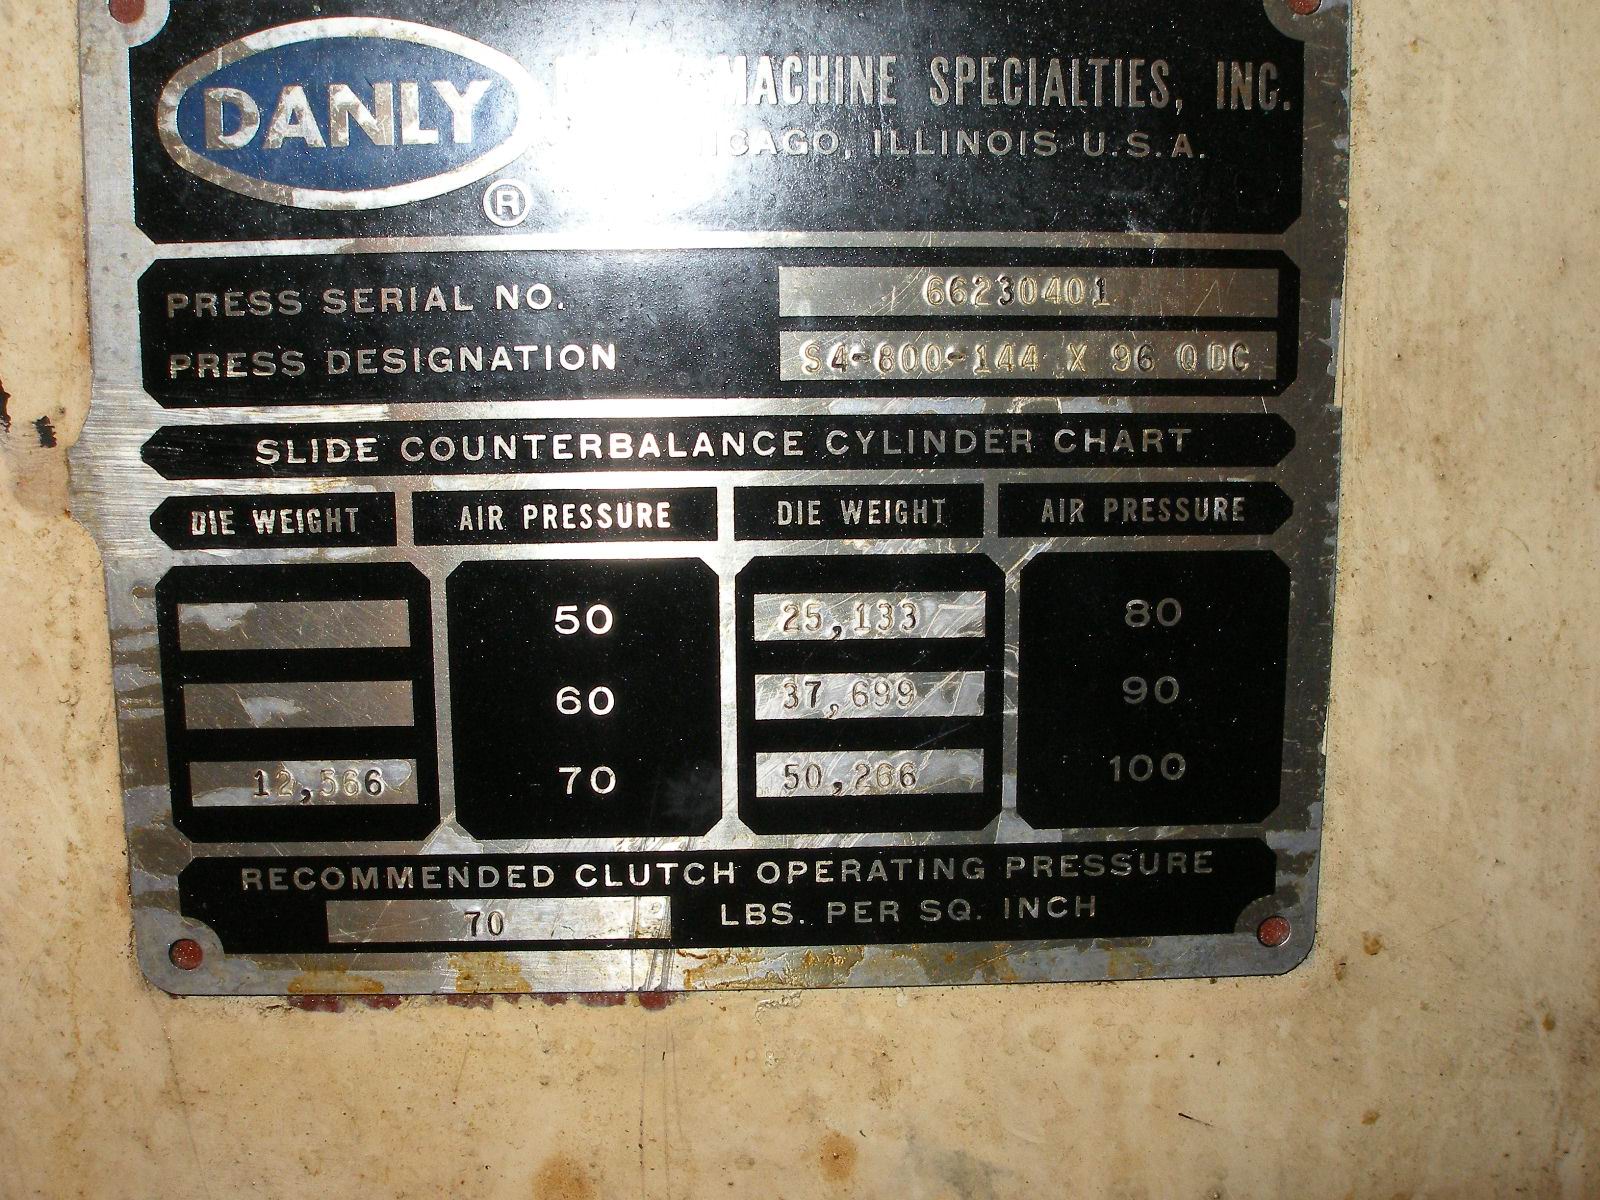 DANLY
®
MACHINE SPECIALTIES, INC.
CHICAGO, ILLINOIS U.S.A.
PRESS SERIAL NO. 66230401
PRESS DESIGNATION S4-800-144 X 96 QDC
SLIDE COUNTERBALANCE CYLINDER CHART
DIE WEIGHT AIR PRESSURE DIE WEIGHT AIR PRESSURE
50 25,133 80
60 37,699 90
12,566 70 50,266 100
RECOMMENDED CLUTCH OPERATING PRESSURE
70 LBS. PER SQ. INCH